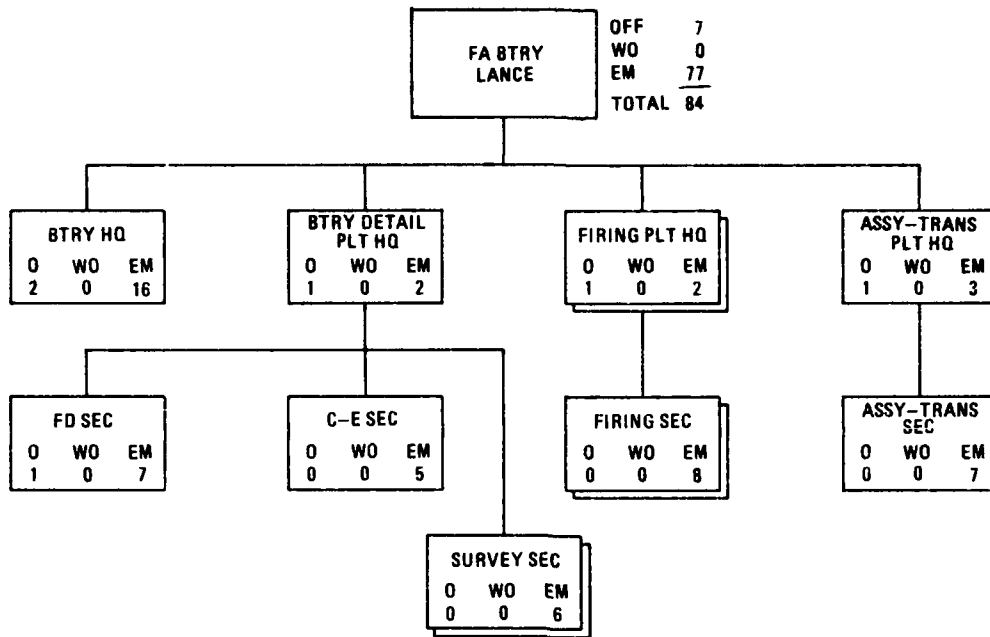 FA BTRY
LANCE
OFF 7
WO 0
EM 77
TOTAL 84
BTRY HQ
O WO EM
2 0 16
BTRY DETAIL
PLT HQ
O WO EM
1 0 2
FIRING PLT HQ
O WO EM
1 0 2
ASSY-TRANS
PLT HQ
O WO EM
1 0 3
FD SEC
O WO EM
1 0 7
C-E SEC
O WO EM
0 0 5
FIRING SEC
O WO EM
0 0 8
ASSY-TRANS
SEC
O WO EM
0 0 7
SURVEY SEC
O WO EM
0 0 6